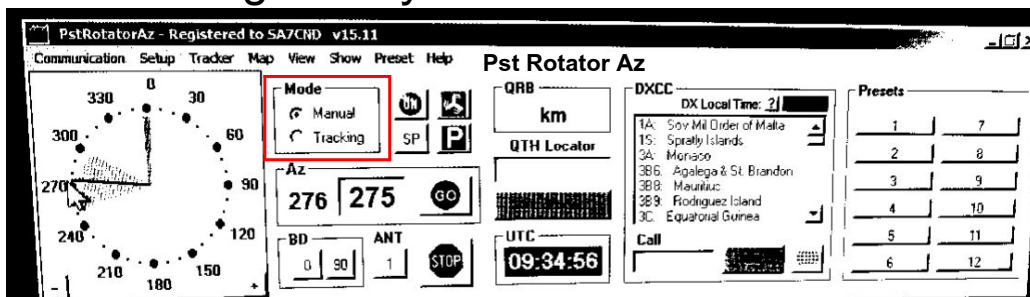 PstRotatorAz - Registered to SA7CND v15.11
Communication Setup Tracker Map View Show Preset Help
Pst Rotator Az
0
30
60
90
120
150
180
210
240
270
300
330
-
+
Mode
Manual
Tracking
ON
SP
P
Az
276 275 GO
BD
0 90
ANT
1
STOP
QRB
km
QTH Locator
UTC
09:34:56
DXCC
DX Local Time: ?
1A: Sov Mil Order of Malta
1S: Spratly Islands
3A: Monaco
3B6: Agalega & St. Brandon
3B8: Mauritius
3B9: Rodriguez Island
3C: Equatorial Guinea
Call
Presets
1 7
2 8
3 9
4 10
5 11
6 12